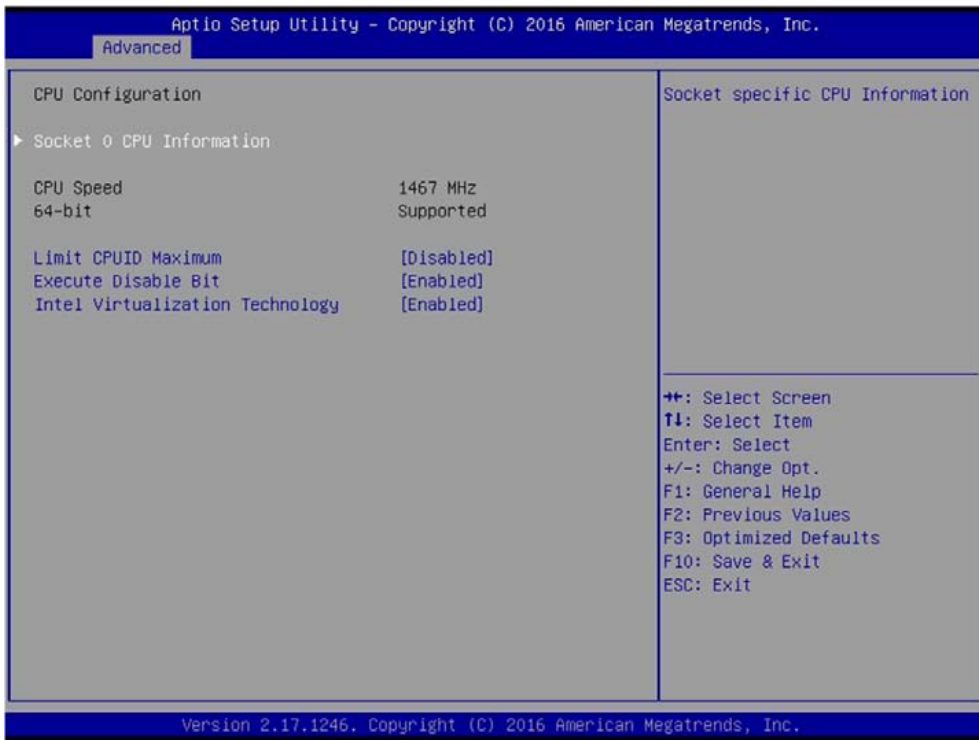 Aptio Setup Utility – Copyright (C) 2016 American Megatrends, Inc.
Advanced
CPU Configuration
Socket 0 CPU Information
CPU Speed 1467 MHz
64-bit Supported
Limit CPUID Maximum [Disabled]
Execute Disable Bit [Enabled]
Intel Virtualization Technology [Enabled]
Socket specific CPU Information
→←: Select Screen
↑↓: Select Item
Enter: Select
+/-: Change Opt.
F1: General Help
F2: Previous Values
F3: Optimized Defaults
F10: Save & Exit
ESC: Exit
Version 2.17.1246. Copyright (C) 2016 American Megatrends, Inc.